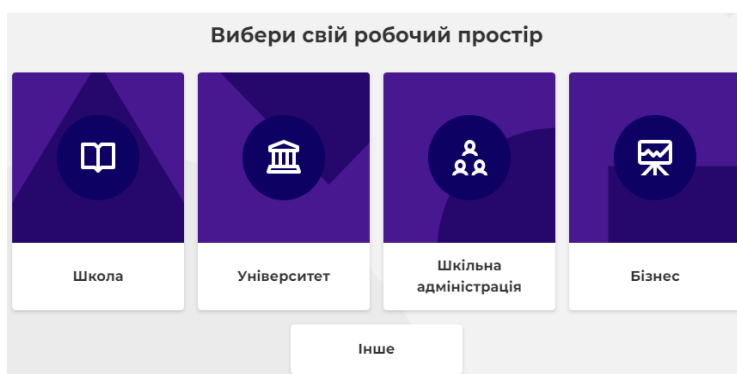 Вибери свій робочий простір
Школа
Університет
Шкільна
адміністрація
Бізнес
Інше